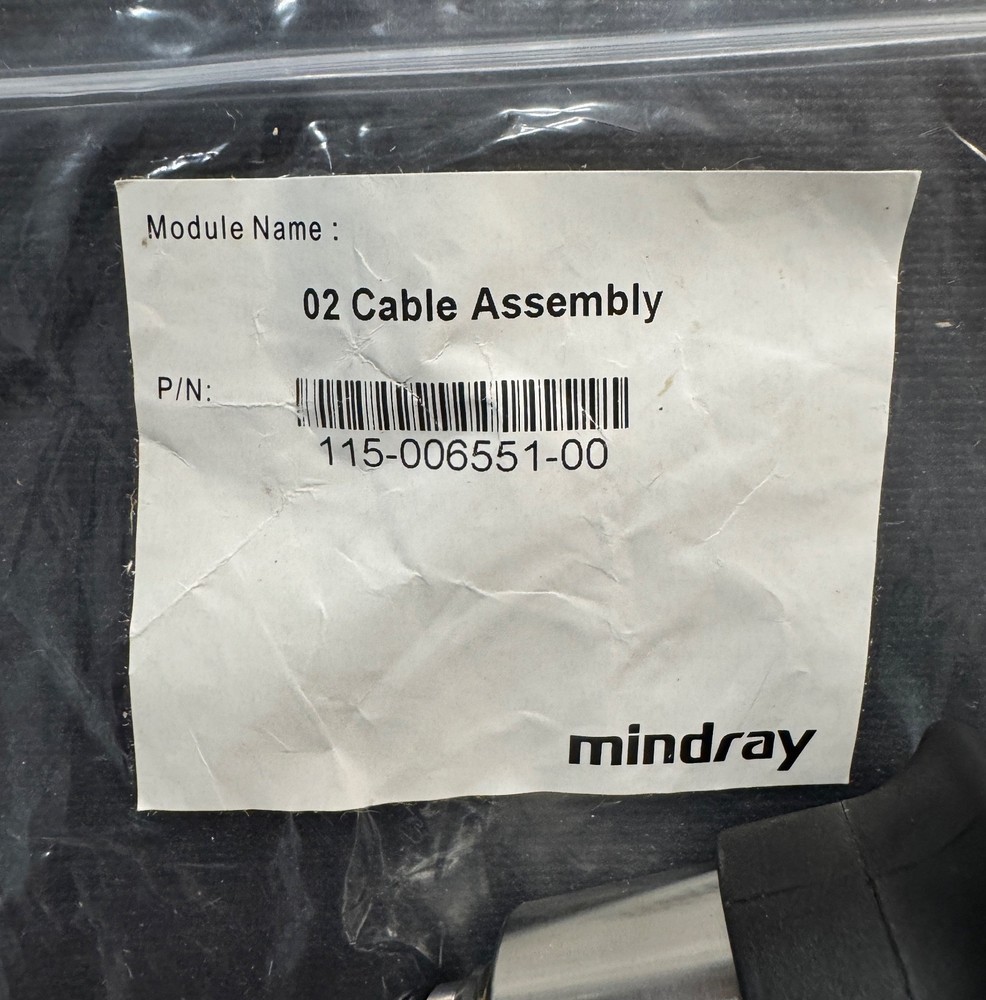 Module Name :
02 Cable Assembly
P/N:
115-006551-00
mindray